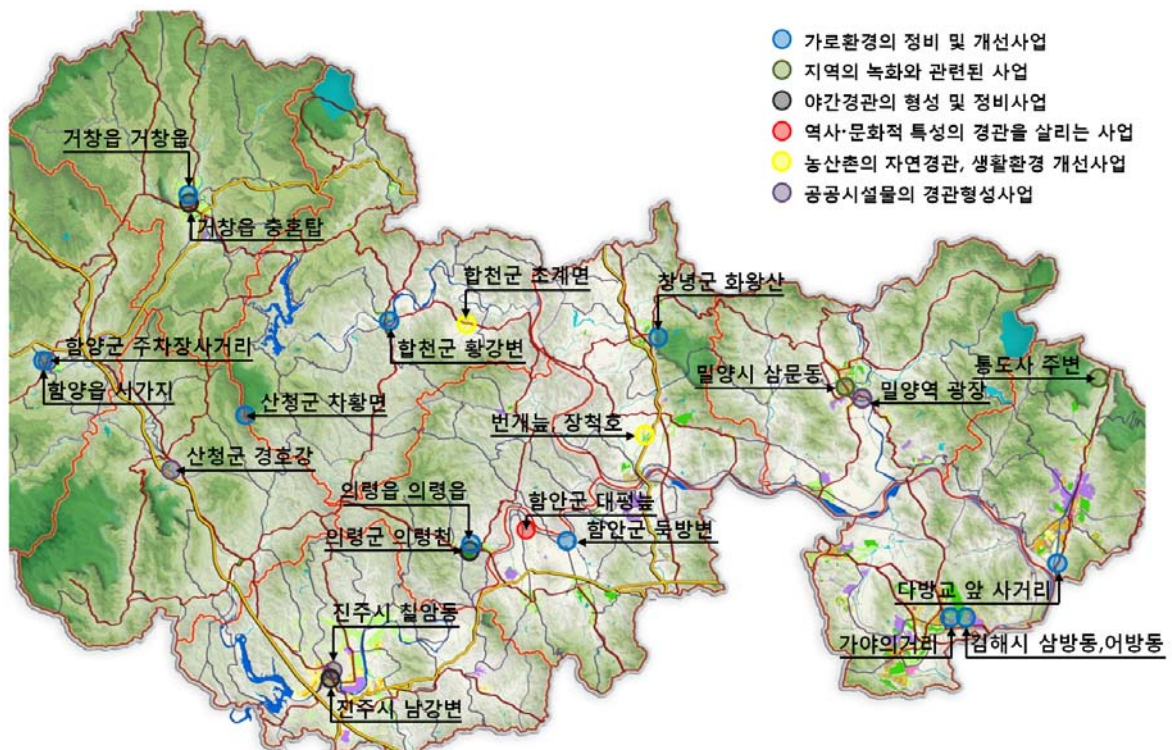 가로환경의 정비 및 개선사업
지역의 녹화와 관련된 사업
야간경관의 형성 및 정비사업
역사·문화적 특성의 경관을 살리는 사업
농산촌의 자연경관, 생활환경 개선사업
공공시설물의 경관형성사업
거창읍 거창읍
거창읍 충혼탑
합천군 초계면
창녕군 화왕산
합천군 황강변
함양군 주차장사거리
함양읍 시가지
밀양시 삼문동
통도사 주변
밀양역 광장
산청군 차황면
번개늪, 장척호
산청군 경호강
의령읍 의령읍
함안군 대평늪
의령군 의령천
함안군 둑방변
다방교 앞 사거리
진주시 칠암동
가야의거리
김해시 삼방동,어방동
진주시 남강변